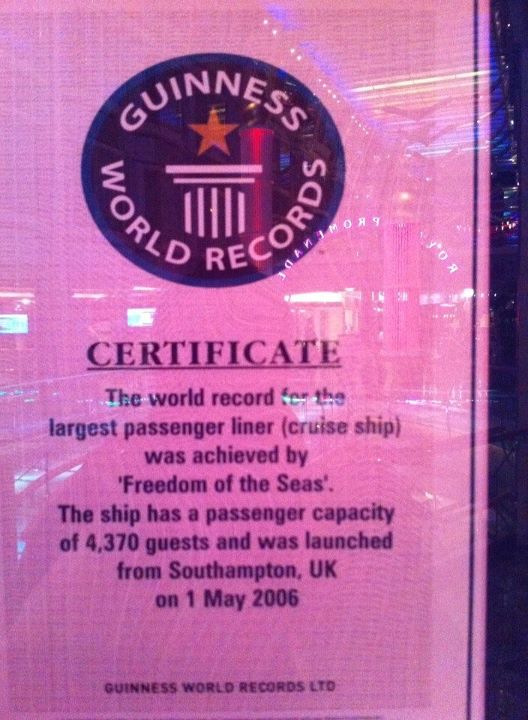 GUINNESS
WORLD RECORDS
CERTIFICATE
The world record for the
largest passenger liner (cruise ship)
was achieved by
'Freedom of the Seas'.
The ship has a passenger capacity
of 4,370 guests and was launched
from Southampton, UK
on 1 May 2006
GUINNESS WORLD RECORDS LTD
ROYAL PROMENADE